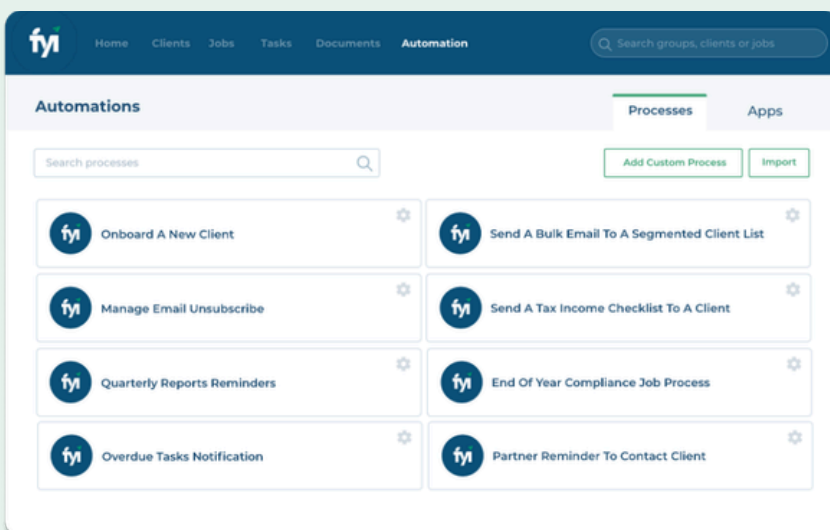 fyi Home Clients Jobs Tasks Documents Automation Search groups, clients or jobs
Automations Processes Apps
Search processes Add Custom Process Import
fyi Onboard A New Client
fyi Send A Bulk Email To A Segmented Client List
fyi Manage Email Unsubscribe
fyi Send A Tax Income Checklist To A Client
fyi Quarterly Reports Reminders
fyi End Of Year Compliance Job Process
fyi Overdue Tasks Notification
fyi Partner Reminder To Contact Client